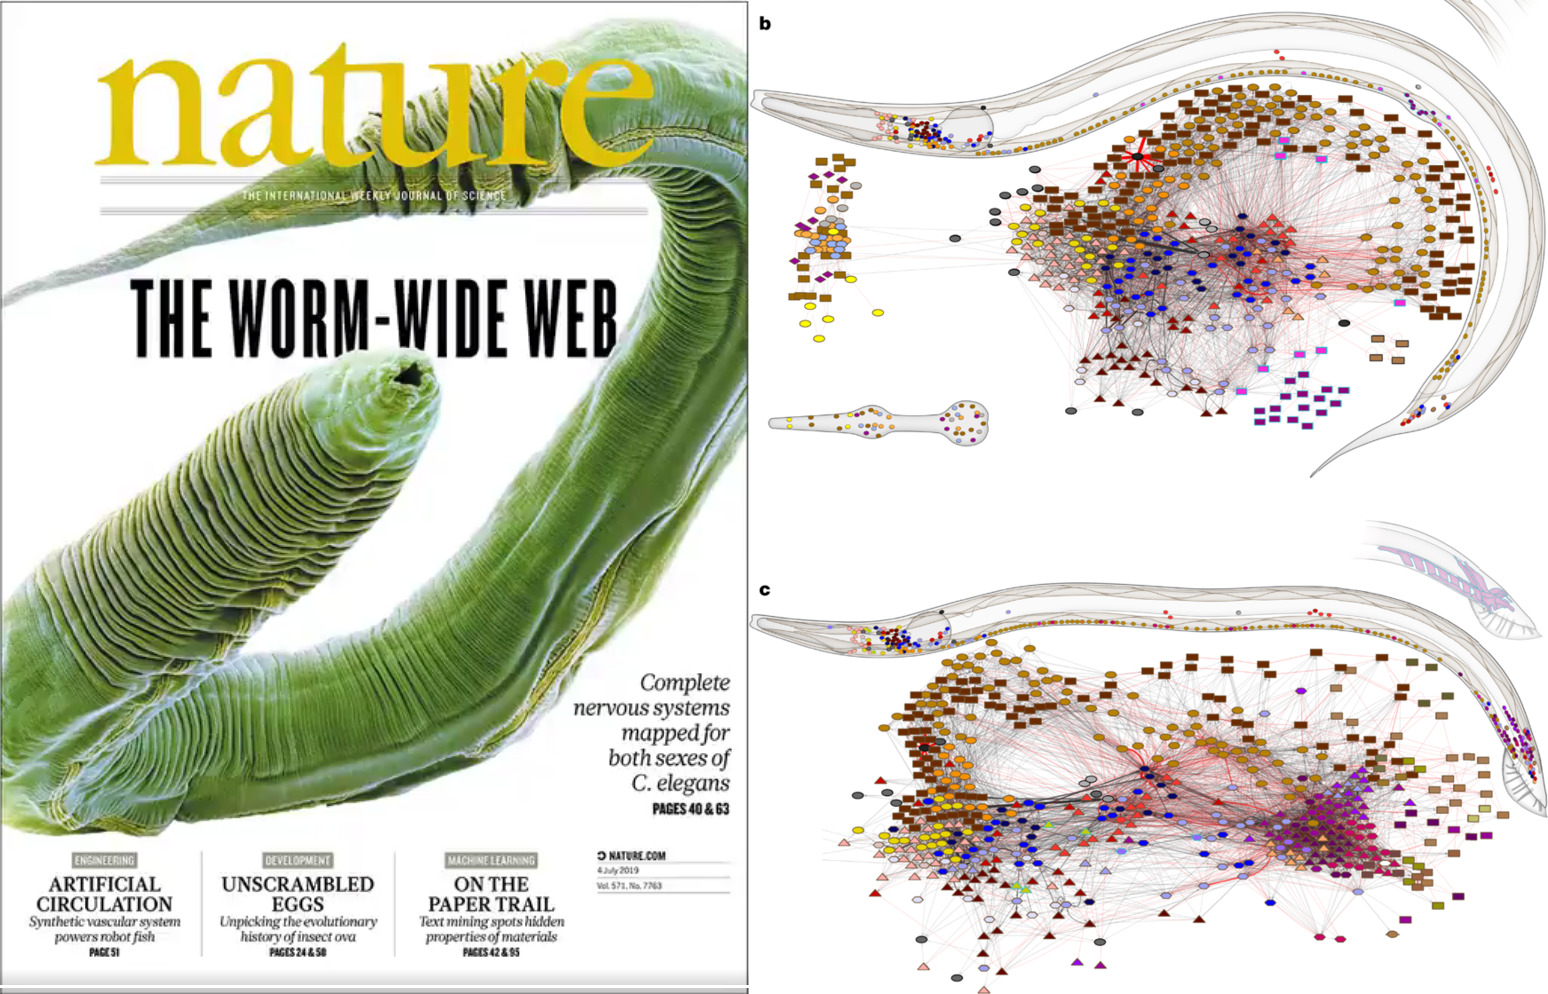 nature
THE INTERNATIONAL WEEKLY JOURNAL OF SCIENCE
THE WORM-WIDE WEB
Complete
nervous systems
mapped for
both sexes of
C. elegans
PAGES 40 & 63
ENGINEERING
ARTIFICIAL
CIRCULATION
Synthetic vascular system
powers robot fish
PAGE 51
DEVELOPMENT
UNSCRAMBLED
EGGS
Unpicking the evolutionary
history of insect ova
PAGES 24 & 58
MACHINE LEARNING
ON THE
PAPER TRAIL
Text mining spots hidden
properties of materials
PAGES 42 & 95
NATURE.COM
4 July 2019
Vol. 571, No. 7763
b
c